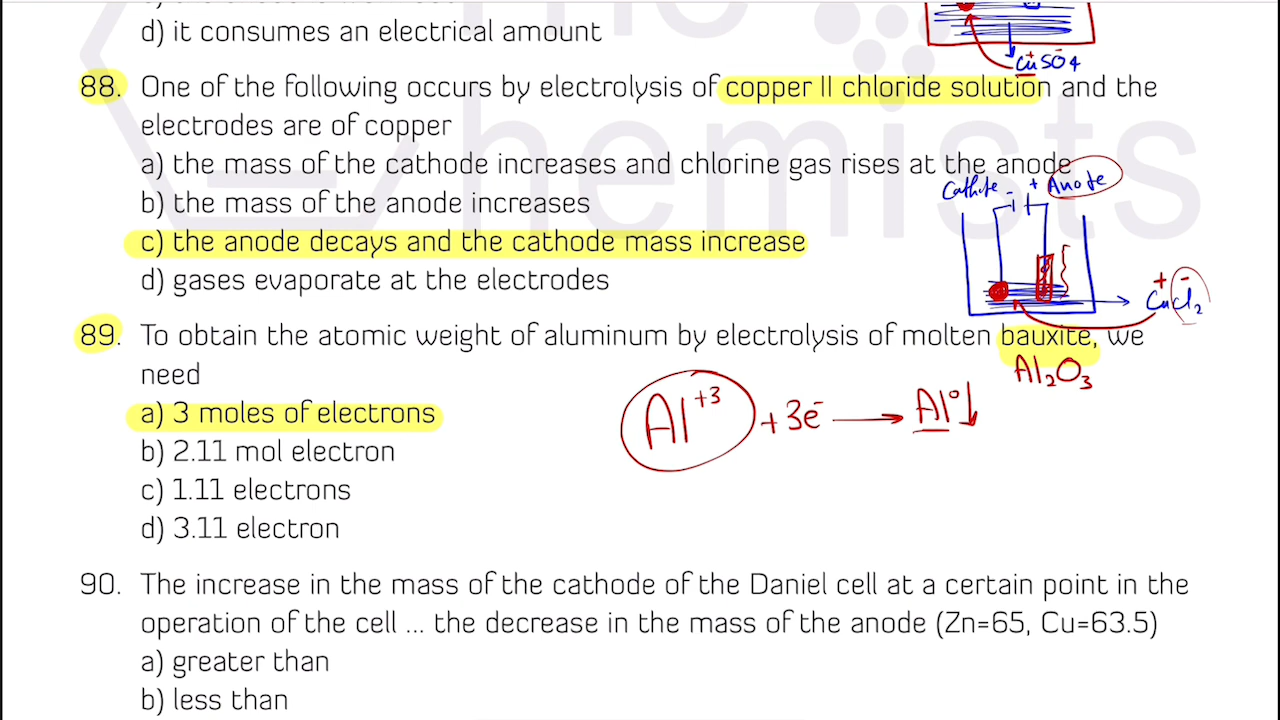 d) it consumes an electrical amount
CuSO4
88. One of the following occurs by electrolysis of copper II chloride solution and the
electrodes are of copper
a) the mass of the cathode increases and chlorine gas rises at the anode
Cathode - + Anode
b) the mass of the anode increases
c) the anode decays and the cathode mass increase
d) gases evaporate at the electrodes
+ -
CuCl2
89. To obtain the atomic weight of aluminum by electrolysis of molten bauxite, we
need
Al2O3
a) 3 moles of electrons
Al+3 + 3e- → Al0↓
b) 2.11 mol electron
c) 1.11 electrons
d) 3.11 electron
90. The increase in the mass of the cathode of the Daniel cell at a certain point in the
operation of the cell ... the decrease in the mass of the anode (Zn=65, Cu=63.5)
a) greater than
b) less than
hemists